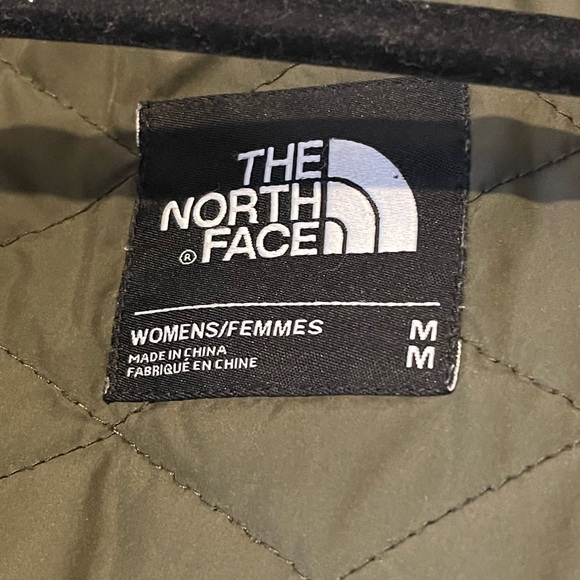 THE
NORTH
FACE
®
WOMENS/FEMMES M
MADE IN CHINA M
FABRIQUÉ EN CHINE